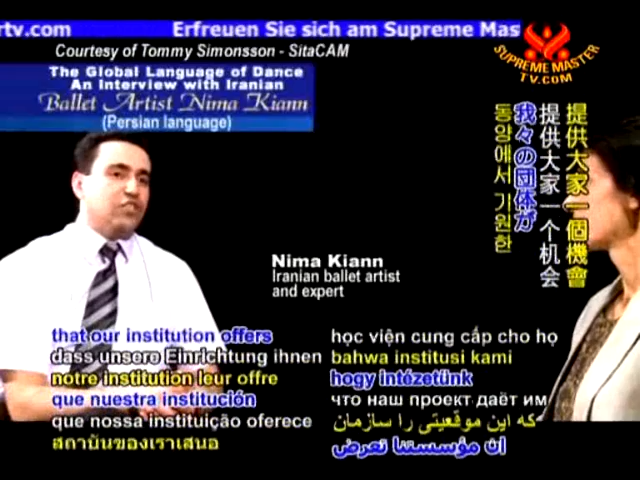 rtv.com
Erfreuen Sie sich am Supreme Mas
Courtesy of Tommy Simonsson - SitaCAM
SUPREME MASTER
TV.COM
The Global Language of Dance
An Interview with Iranian
Ballet Artist Nima Kiann
(Persian language)
提供大家一個機會
提供大家一个机会
我々の団体が
동양에서 기원한
Nima Kiann
Iranian ballet artist
and expert
that our institution offers
dass unsere Einrichtung ihnen
notre institution leur offre
que nuestra institución
que nossa instituição oferece
สถาบันของเราเสนอ
học viện cung cấp cho họ
bahwa institusi kami
hogy intézetünk
что наш проект даёт им
که این موقعیتی را سازمان
ان مؤسستنا تعرض